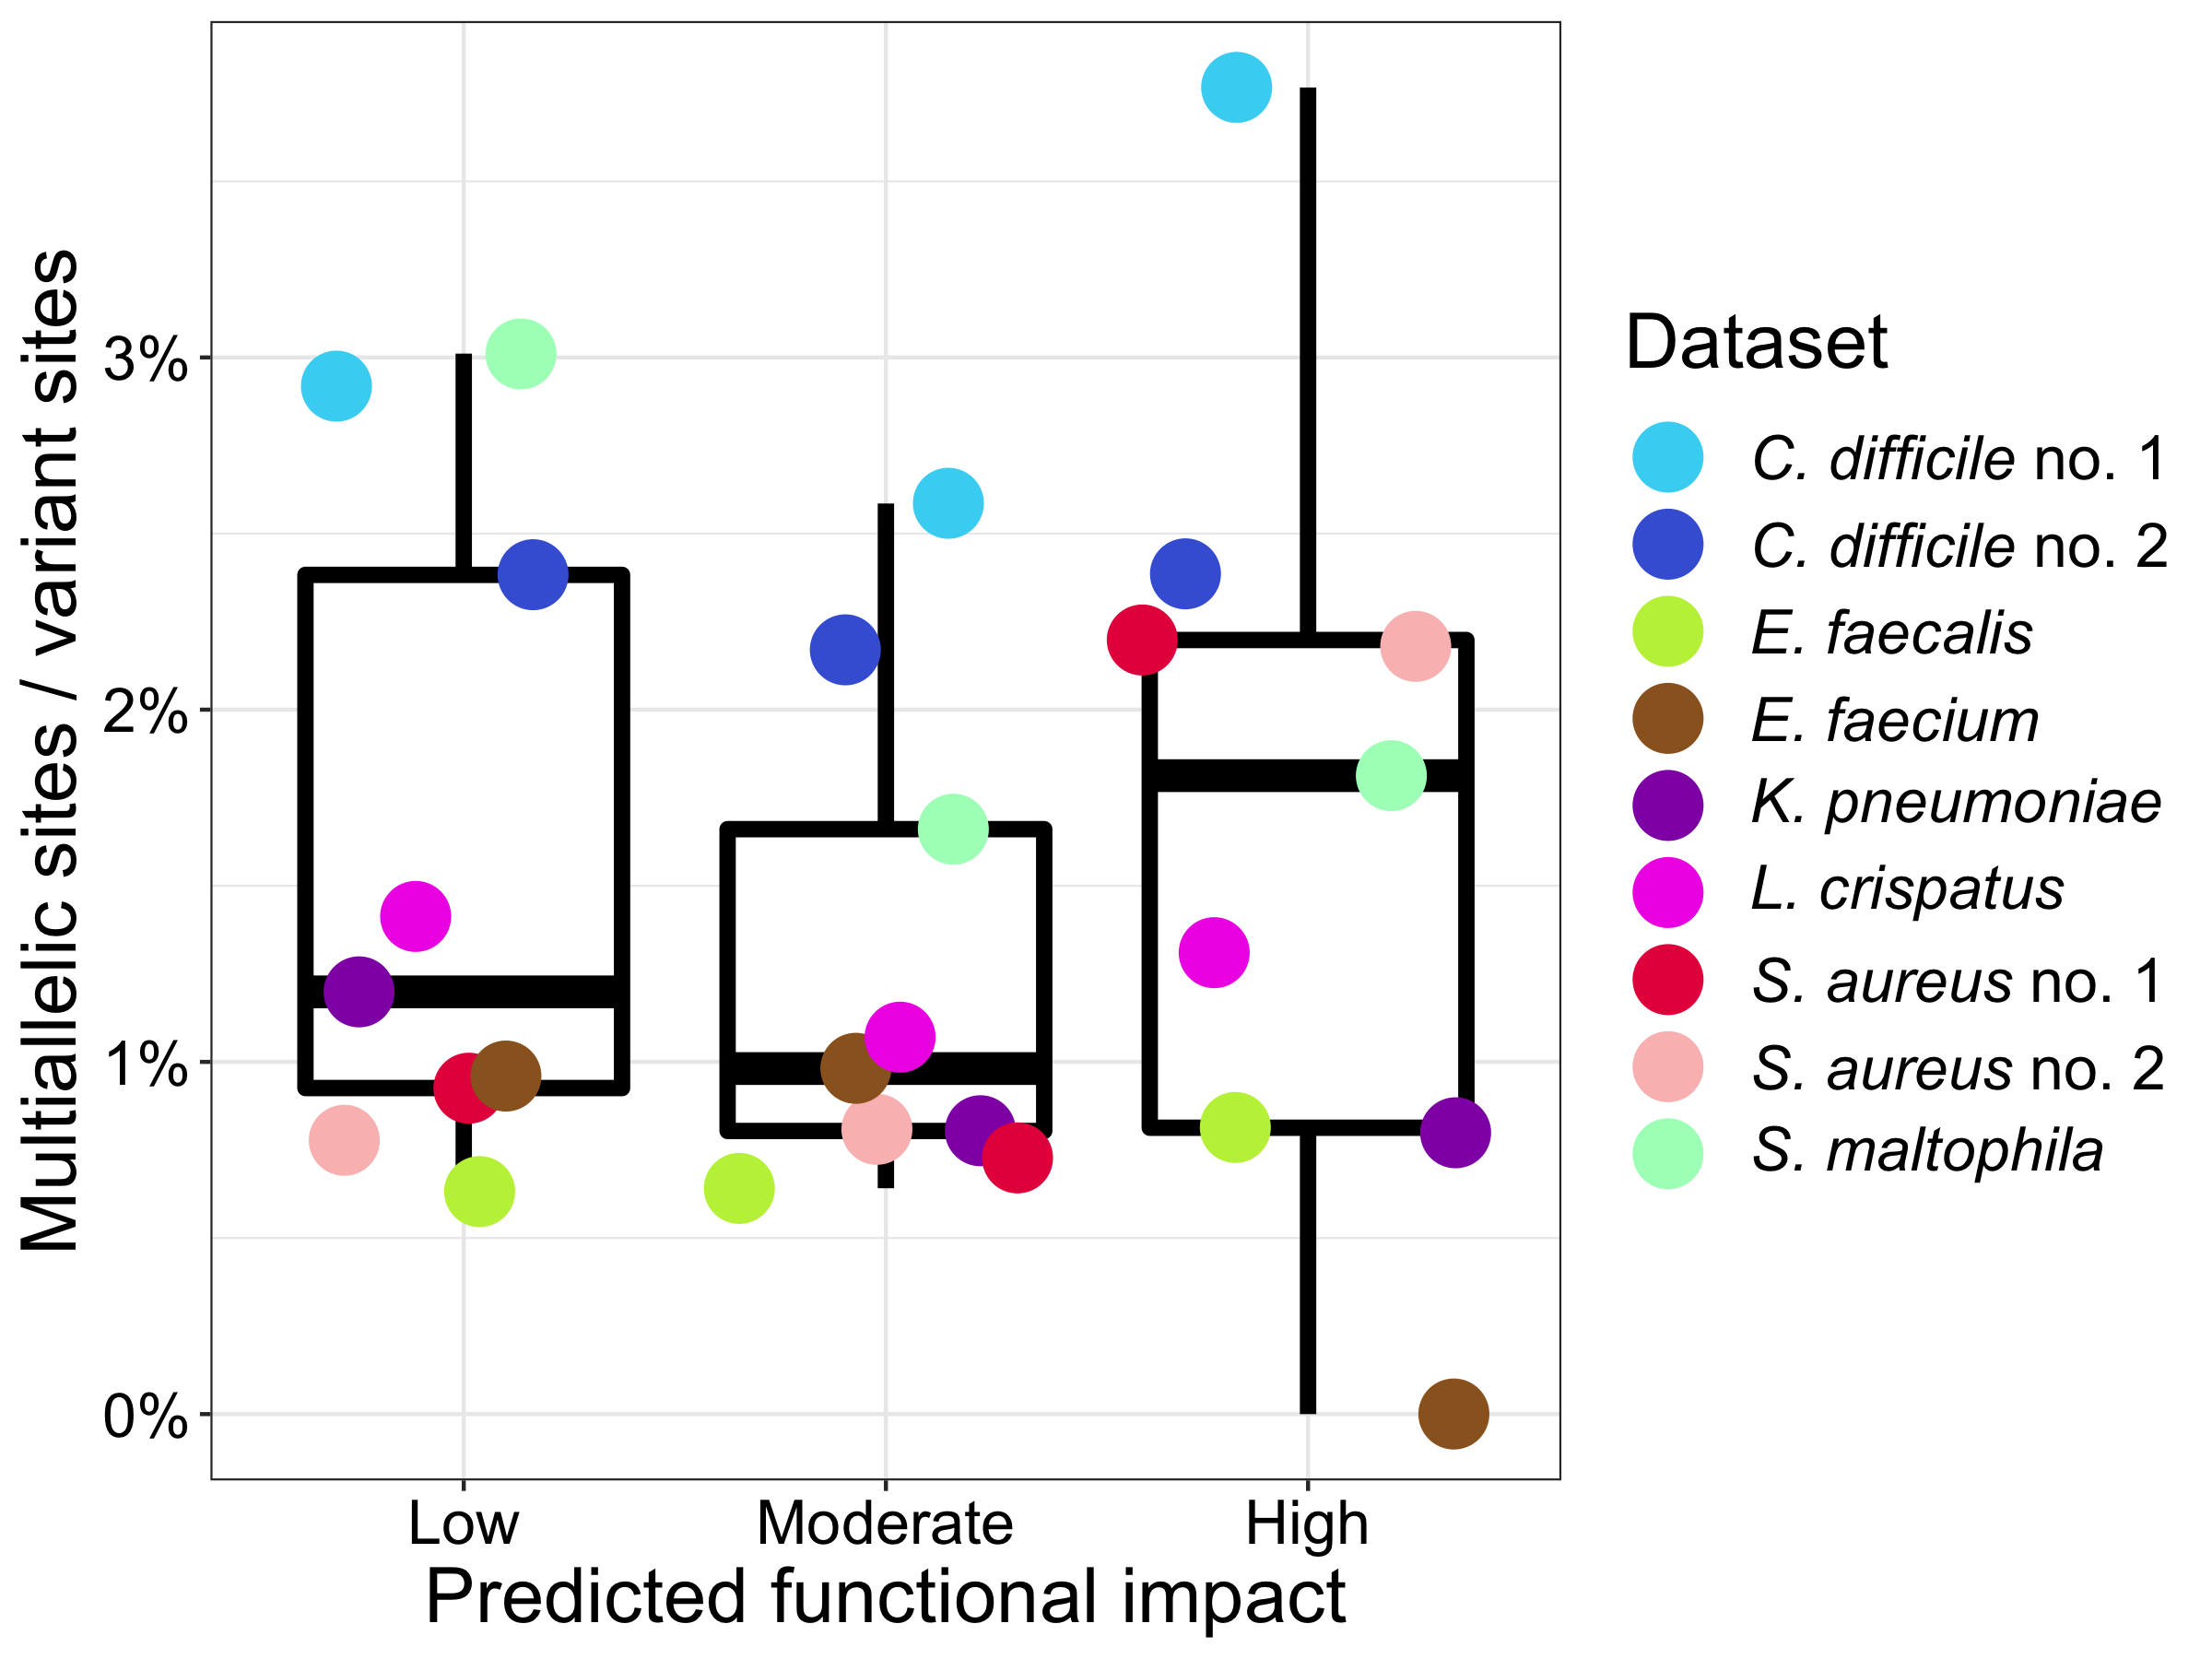 Multiallelic sites / variant sites
3%
2%
1%
0%
Low Moderate High
Predicted functional impact
Dataset
C. difficile no. 1
C. difficile no. 2
E. faecalis
E. faecium
K. pneumoniae
L. crispatus
S. aureus no. 1
S. aureus no. 2
S. maltophila